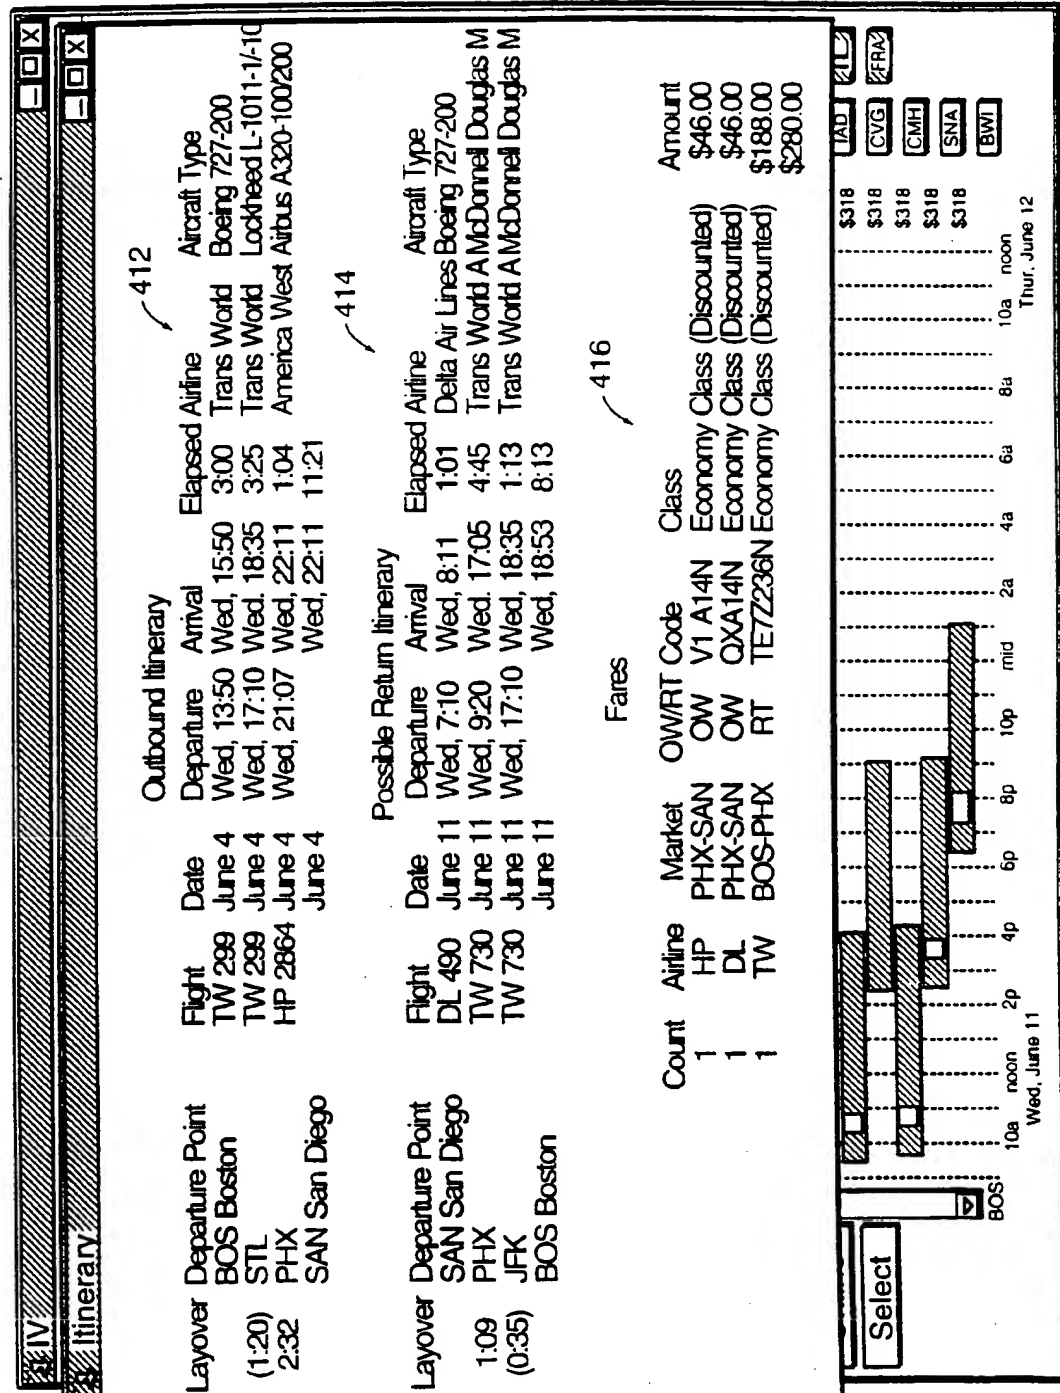 IV
Itinerary
412
Outbound Itinerary
Layover Departure Point Flight Date Departure Arrival Elapsed Airline Aircraft Type
BOS Boston TW 299 June 4 Wed, 13:50 Wed, 15:50 3:00 Trans World Boeing 727-200
(1:20) STL TW 299 June 4 Wed, 17:10 Wed. 18:35 3:25 Trans World Lockheed L-1011-1/-10
2:32 PHX HP 2864 June 4 Wed, 21:07 Wed, 22:11 1:04 America West Airbus A320-100/200
SAN San Diego June 4 Wed, 22:11 11:21
414
Possible Return Itinerary
Layover Departure Point Flight Date Departure Arrival Elapsed Airline Aircraft Type
SAN San Diego DL 490 June 11 Wed, 7:10 Wed, 8:11 1:01 Delta Air Lines Boeing 727-200
1:09 PHX TW 730 June 11 Wed, 9:20 Wed. 17:05 4:45 Trans World A McDonnell Douglas M
(0:35) JFK TW 730 June 11 Wed, 17:10 Wed, 18:35 1:13 Trans World A McDonnell Douglas M
BOS Boston June 11 Wed, 18:53 8:13
416
Fares
Count Airline Market OW/RT Code Class Amount
1 HP PHX-SAN OW V1 A14N Economy Class (Discounted) $46.00
1 DL PHX-SAN OW QXA14N Economy Class (Discounted) $46.00
1 TW BOS-PHX RT TE7Z236N Economy Class (Discounted) $188.00
$280.00
$318 IAD
$318 CVG FRA
$318 CMH
$318 SNA
$318 BWI
Select
BOS
10a noon 2p 4p 6p 8p 10p mid 2a 4a 6a 8a 10a noon
Wed, June 11 Thur, June 12